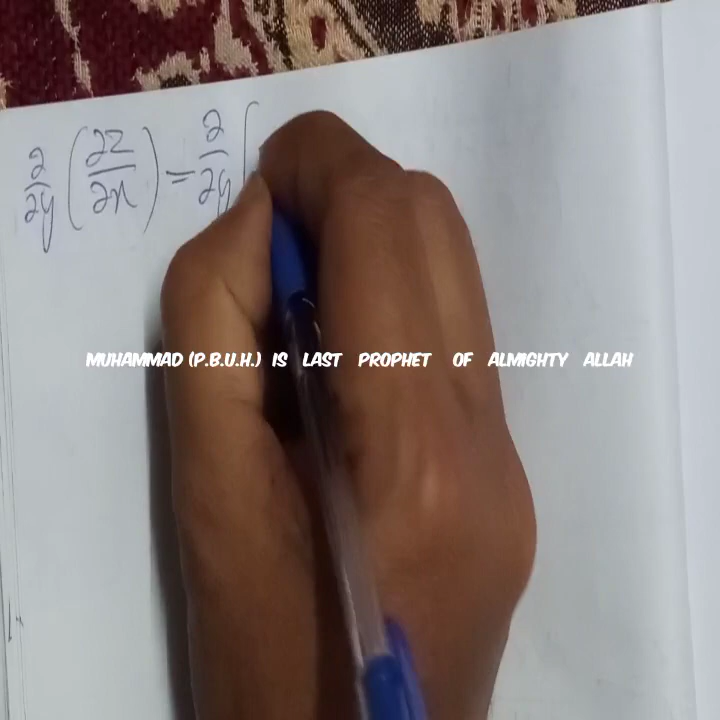 ∂/∂y (∂z/∂x) = ∂/∂y (
MUHAMMAD (P.B.U.H.) IS LAST PROPHET OF ALMIGHTY ALLAH